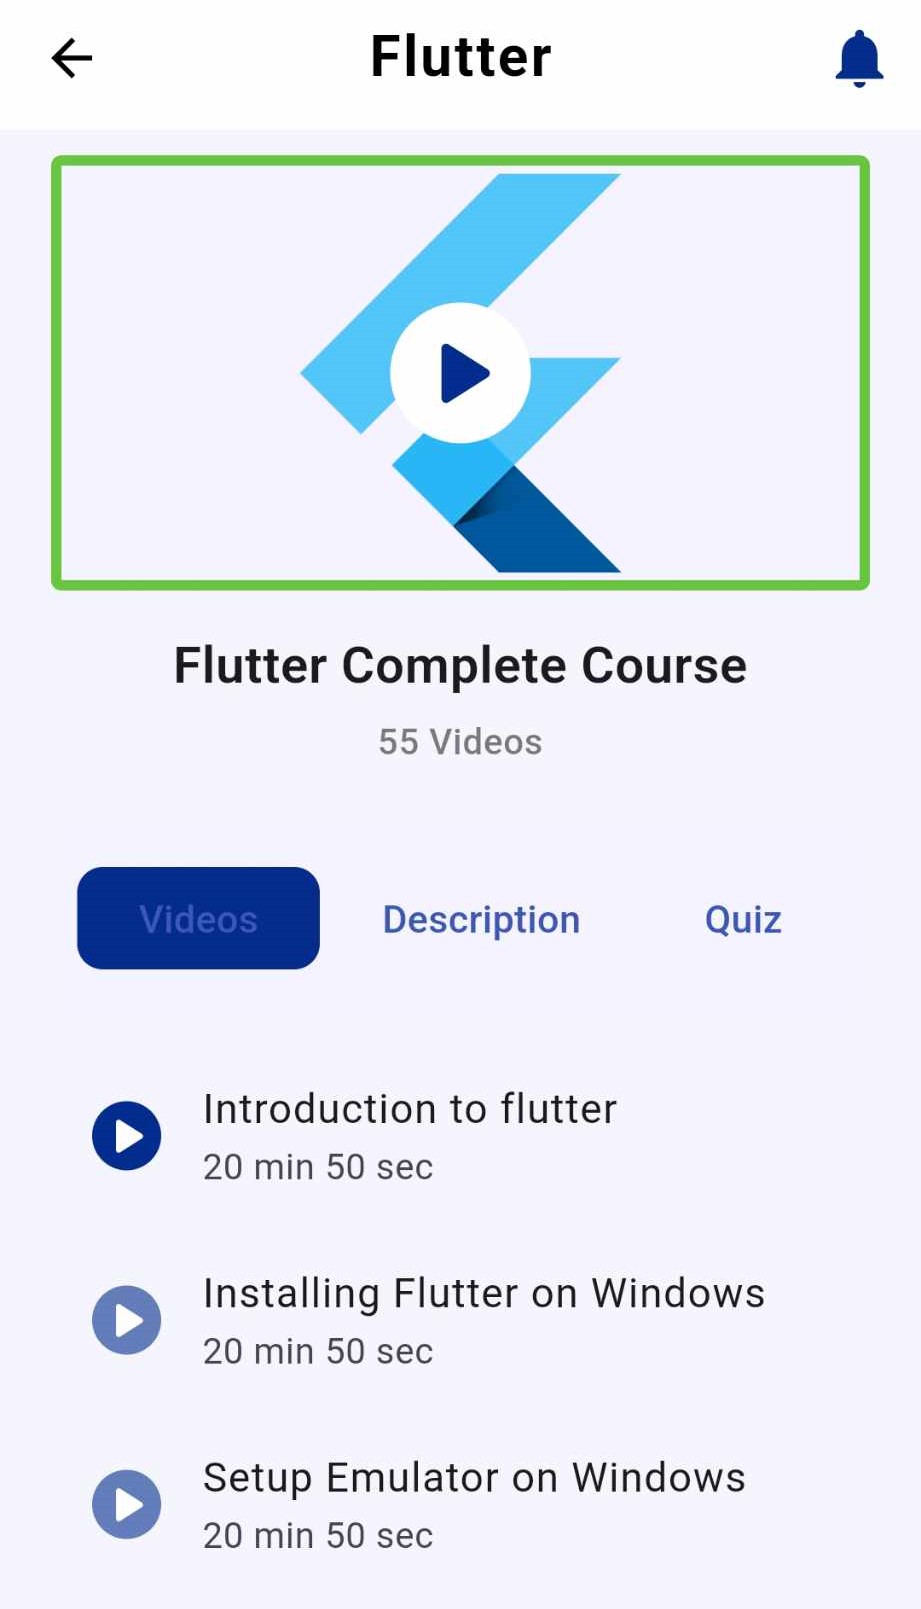 Flutter
Flutter Complete Course
55 Videos
Videos Description Quiz
Introduction to flutter
20 min 50 sec
Installing Flutter on Windows
20 min 50 sec
Setup Emulator on Windows
20 min 50 sec